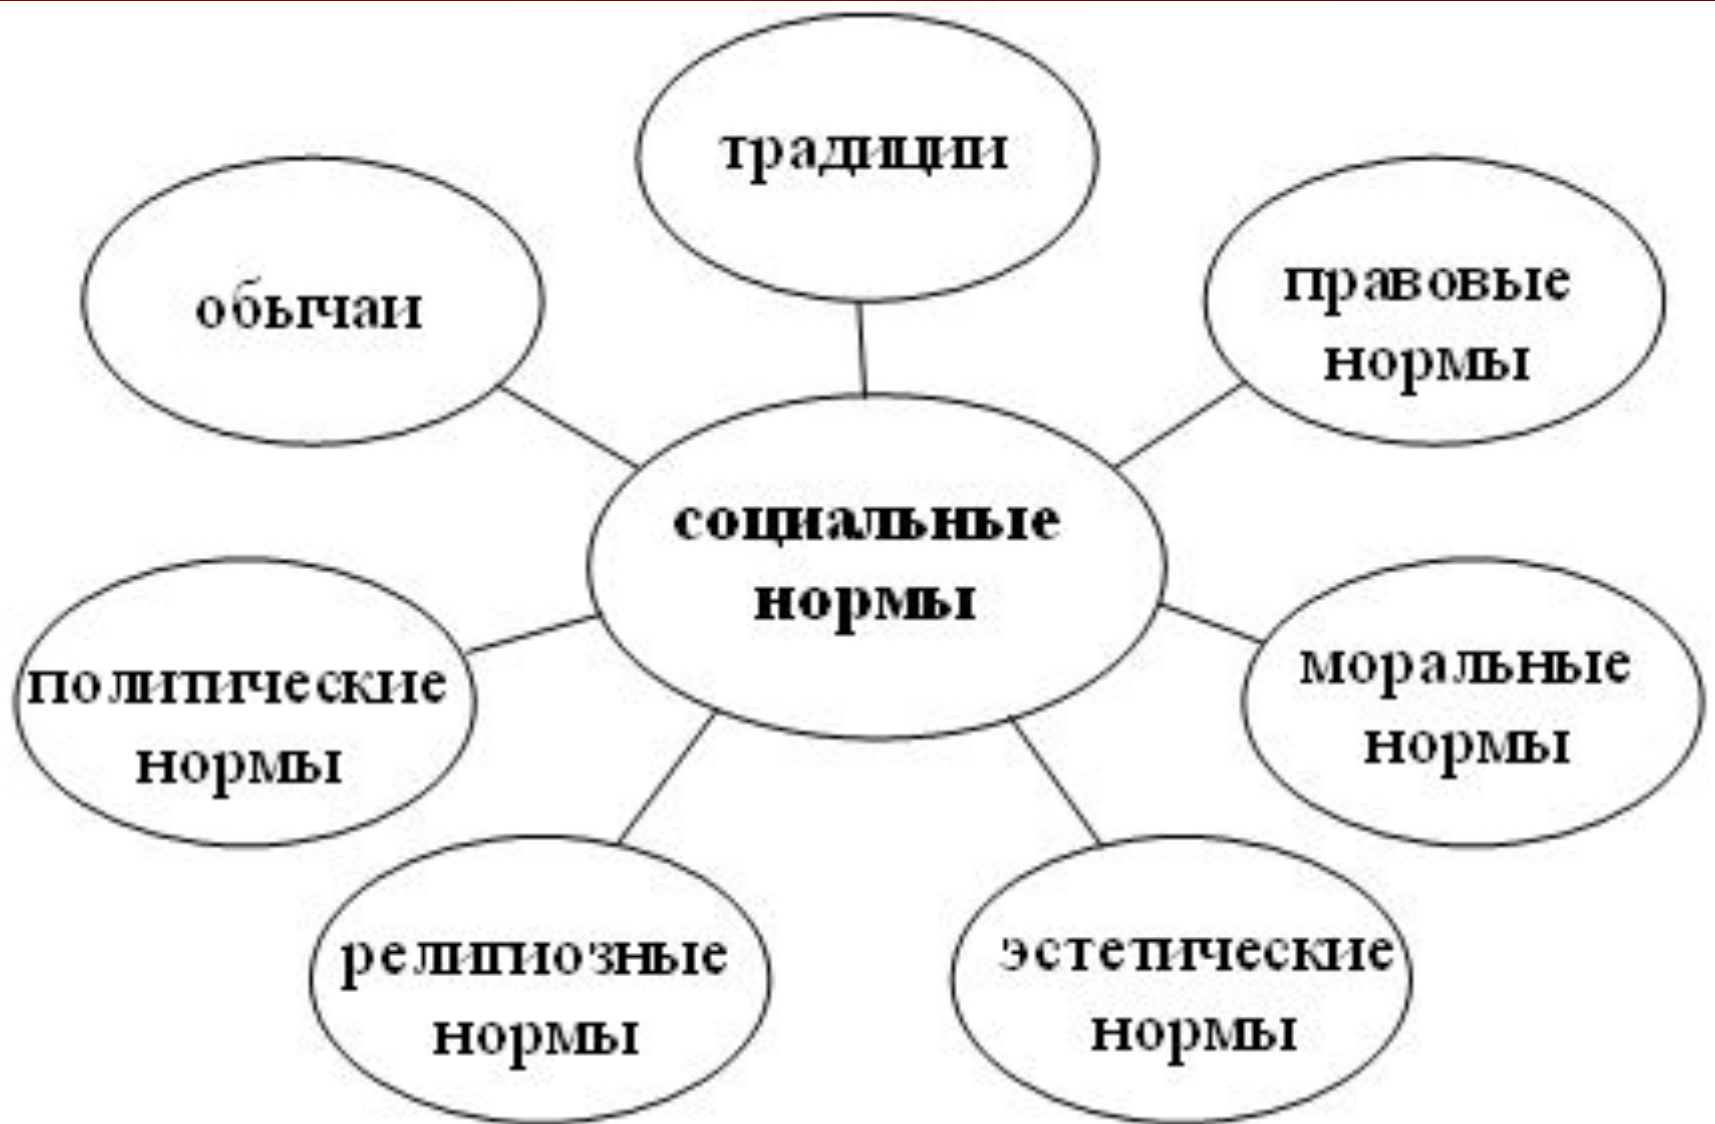 традиции
обычаи
правовые
нормы
социальные
нормы
политические
нормы
моральные
нормы
религиозные
нормы
эстетические
нормы